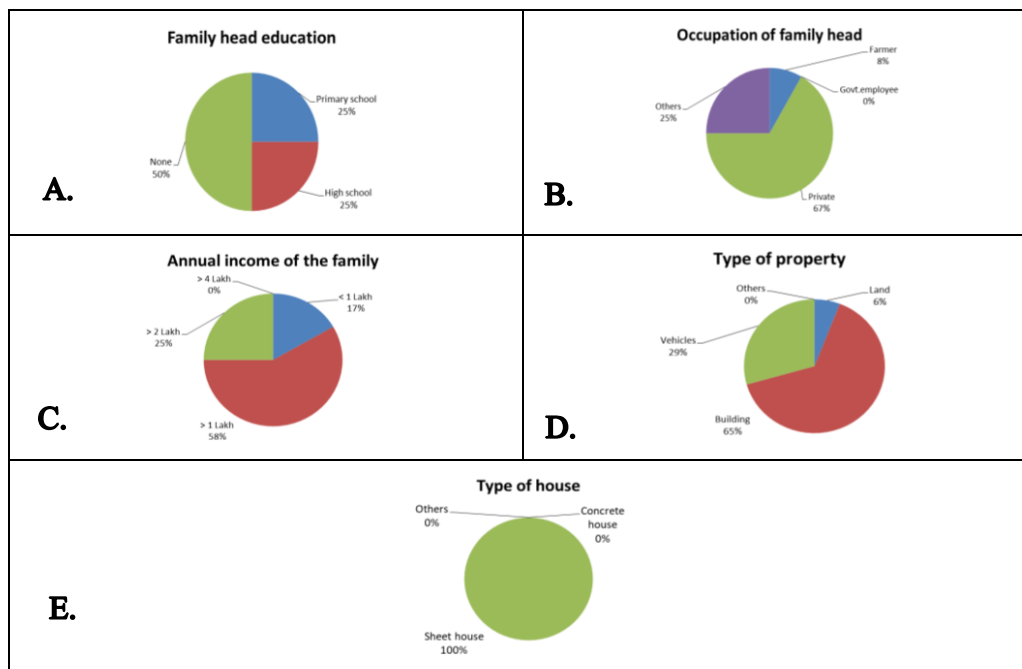 Family head education
Primary school
25%
None
50%
High school
25%
A.
Occupation of family head
Farmer
8%
Govt.employee
0%
Others
25%
Private
67%
B.
Annual income of the family
> 4 Lakh
0%
< 1 Lakh
17%
> 2 Lakh
25%
> 1 Lakh
58%
C.
Type of property
Others
0%
Land
6%
Vehicles
29%
Building
65%
D.
Type of house
Others
0%
Concrete
house
0%
Sheet house
100%
E.